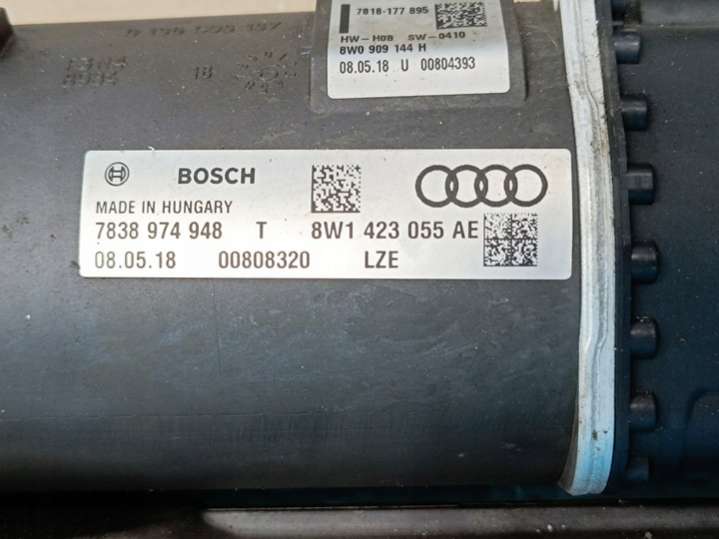 7818-177 895
HW-H08 SW-0410
8W0 909 144 H
08.05.18 U 00804393
18
BOSCH
MADE IN HUNGARY
7838 974 948 T 8W1 423 055 AE
08.05.18 00808320 LZE